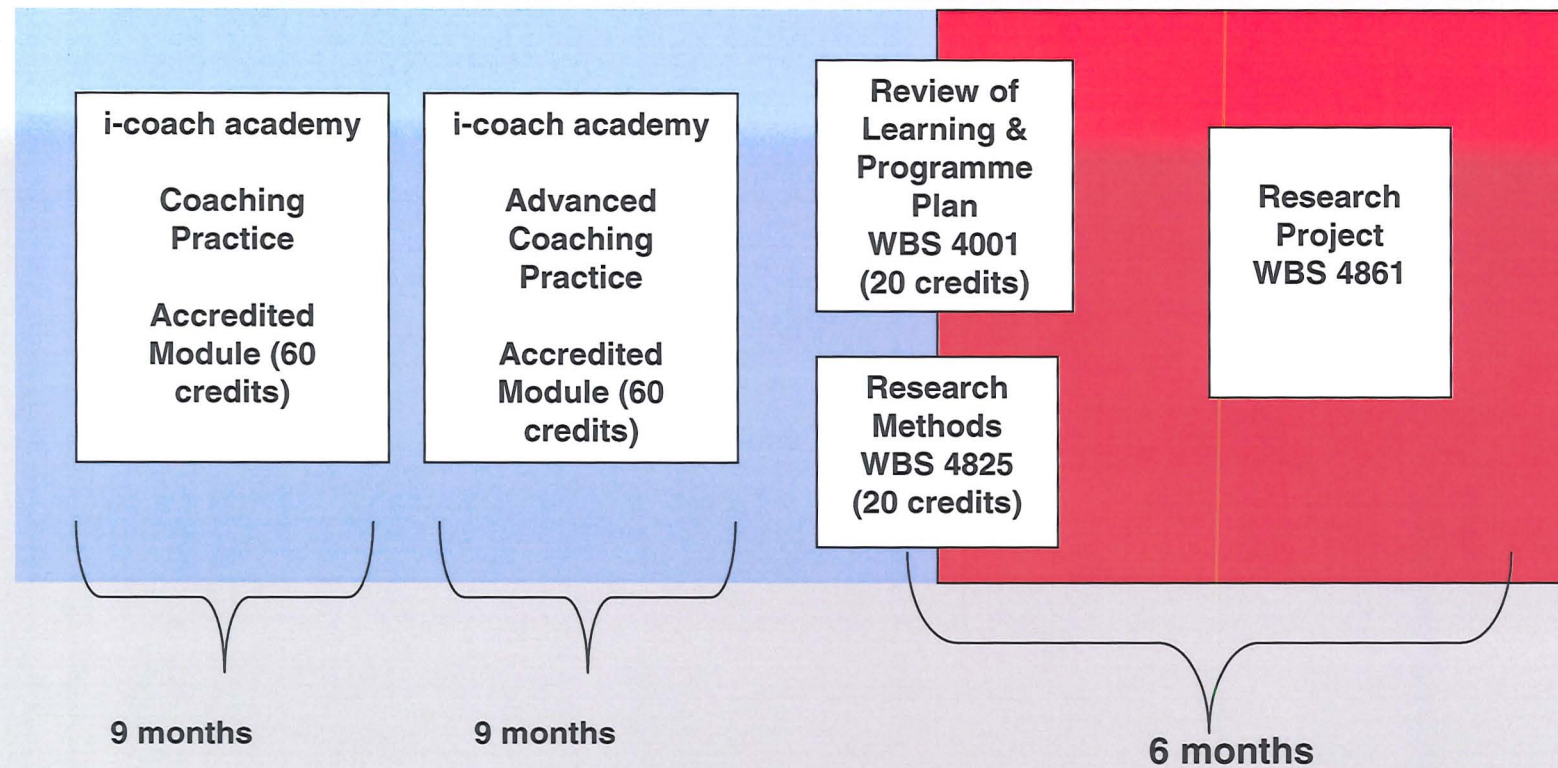 i-coach academy
Coaching
Practice
Accredited
Module (60
credits)
i-coach academy
Advanced
Coaching
Practice
Accredited
Module (60
credits)
Review of
Learning &
Programme
Plan
WBS 4001
(20 credits)
Research
Methods
WBS 4825
(20 credits)
Research
Project
WBS 4861
9 months
9 months
6 months